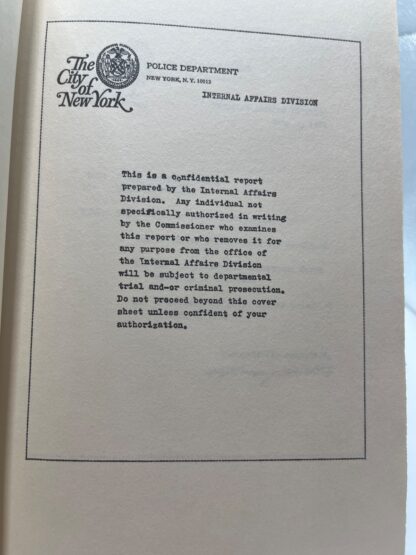 The
City
of
New York
POLICE DEPARTMENT
NEW YORK, N. Y. 10013
INTERNAL AFFAIRS DIVISION
This is a confidential report
prepared by the Internal Affairs
Division. Any individual not
specifically authorized in writing
by the Commissioner who examines
this report or who removes it for
any purpose from the office of
the Internal Affairs Division
will be subject to departmental
trial and-or criminal prosecution.
Do not proceed beyond this cover
sheet unless confident of your
authorization.